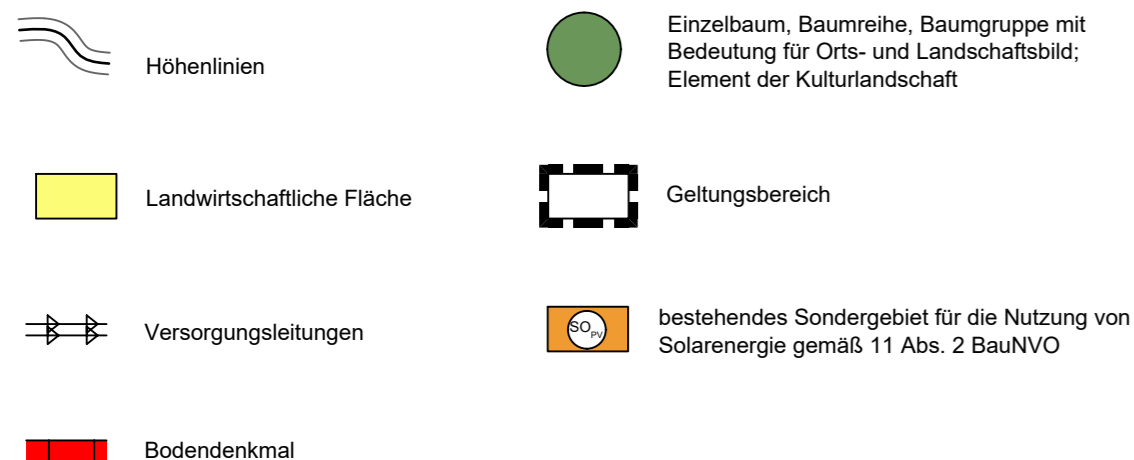 Höhenlinien
Einzelbaum, Baumreihe, Baumgruppe mit
Bedeutung für Orts- und Landschaftsbild;
Element der Kulturlandschaft
Landwirtschaftliche Fläche
Geltungsbereich
Versorgungsleitungen
SO PV
bestehendes Sondergebiet für die Nutzung von
Solarenergie gemäß 11 Abs. 2 BauNVO
Bodendenkmal